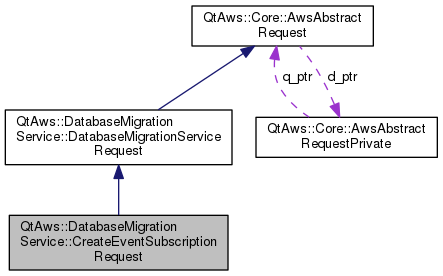 QtAws::Core::AwsAbstract
Request
q_ptr
d_ptr
QtAws::DatabaseMigration
Service::DatabaseMigrationService
Request
QtAws::Core::AwsAbstract
RequestPrivate
QtAws::DatabaseMigration
Service::CreateEventSubscription
Request